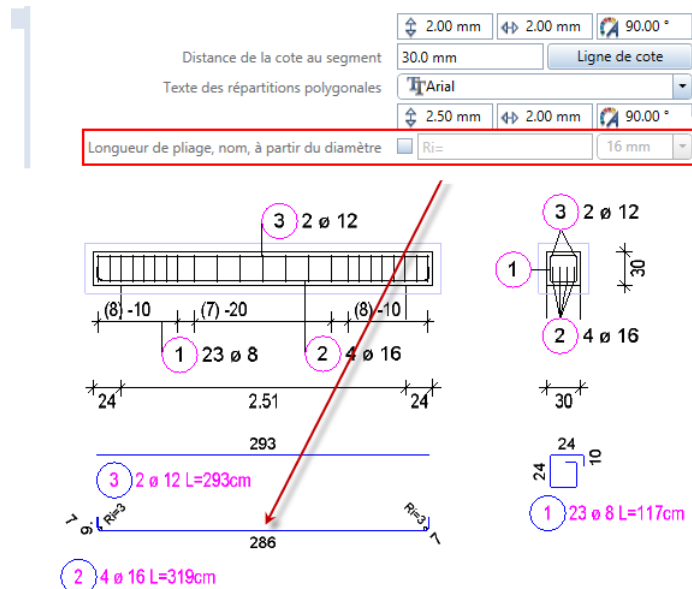 2.00 mm 2.00 mm 90.00 °
Distance de la cote au segment 30.0 mm Ligne de cote
Texte des répartitions polygonales Arial
2.50 mm 2.00 mm 90.00 °
Longueur de pliage, nom, à partir du diamètre Ri= 16 mm
3 2 ø 12
3 2 ø 12
1
30
(8) -10 (7) -20 (8) -10
1 23 ø 8 2 4 ø 16
2 4 ø 16
24 2.51 24
30
293
24
24
10
3 2 ø 12 L=293cm
1 23 ø 8 L=117cm
7 Ri=3 Ri=3
286 7
2 4 ø 16 L=319cm